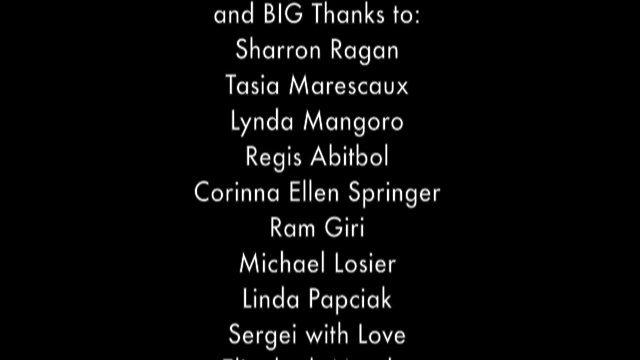 and BIG Thanks to:
Sharron Ragan
Tasia Marescaux
Lynda Mangoro
Regis Abitbol
Corinna Ellen Springer
Ram Giri
Michael Losier
Linda Papciak
Sergei with Love